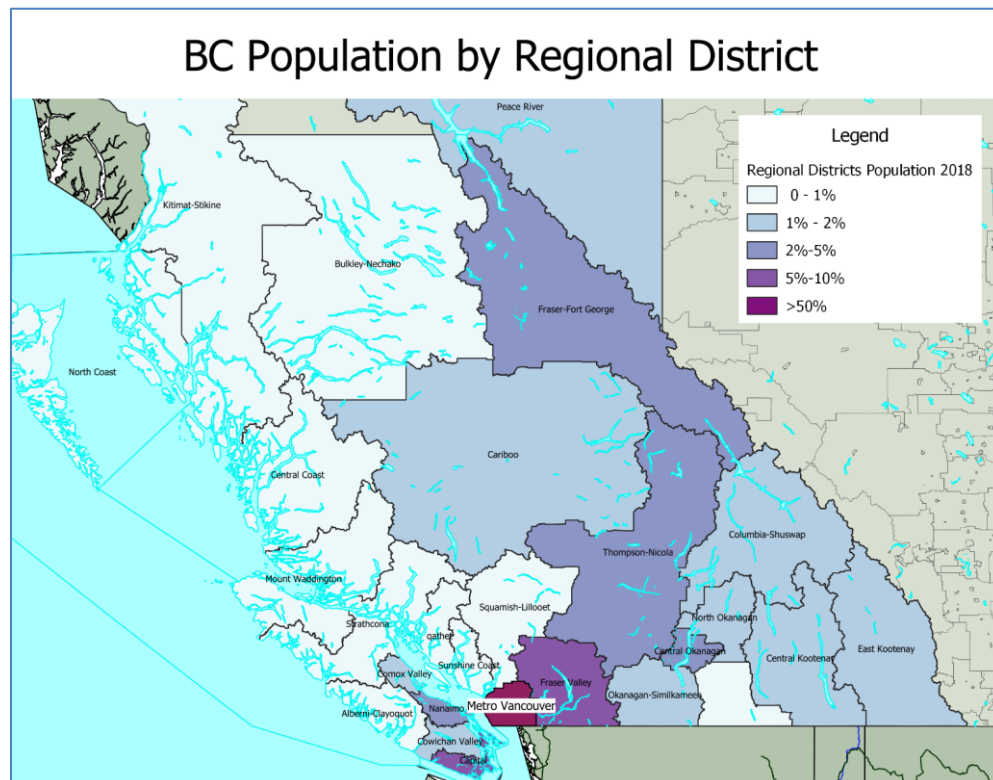 BC Population by Regional District
Peace River
Legend
Regional Districts Population 2018
0 - 1%
1% - 2%
2%-5%
5%-10%
>50%
Kitimat-Stikine
Bulkley-Nechako
Fraser-Fort George
North Coast
Cariboo
Central Coast
Columbia-Shuswap
Thompson-Nicola
Mount Waddington
Squamish-Lillooet
Strathcona
qathet
North Okanagan
Central Okanagan
East Kootenay
Central Kootenay
Sunshine Coast
Comox Valley
Fraser Valley
Okanagan-Similkameen
Metro Vancouver
Nanaimo
Alberni-Clayoquot
Cowichan Valley
Capital